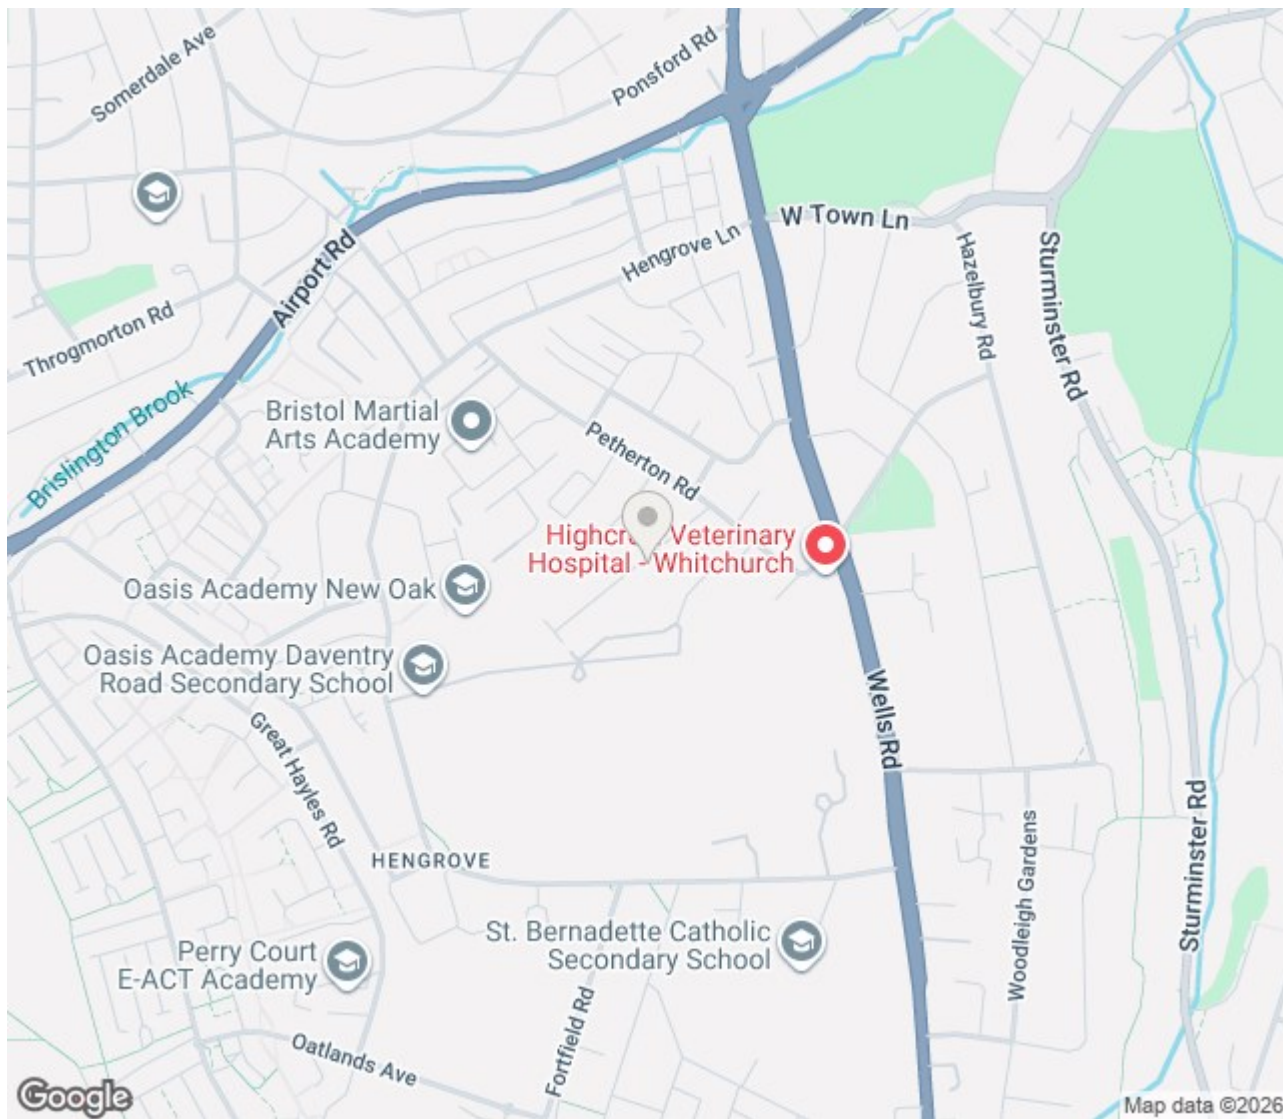 Somerdale Ave
Ponsford Rd
W Town Ln
Hengrove Ln
Airport Rd
Hazelbury Rd
Sturminster Rd
Throgmorton Rd
Brislington Brook
Bristol Martial
Arts Academy
Petherton Rd
Veterinary
Hospital - Whitchurch
Oasis Academy New Oak
Oasis Academy Daventry
Road Secondary School
Wells Rd
Great Hayles Rd
HENGROVE
Woodleigh Gardens
Sturminster Rd
St. Bernadette Catholic
Secondary School
Perry Court
E-ACT Academy
Fortfield Rd
Oatlands Ave
Google
Map data ©2026